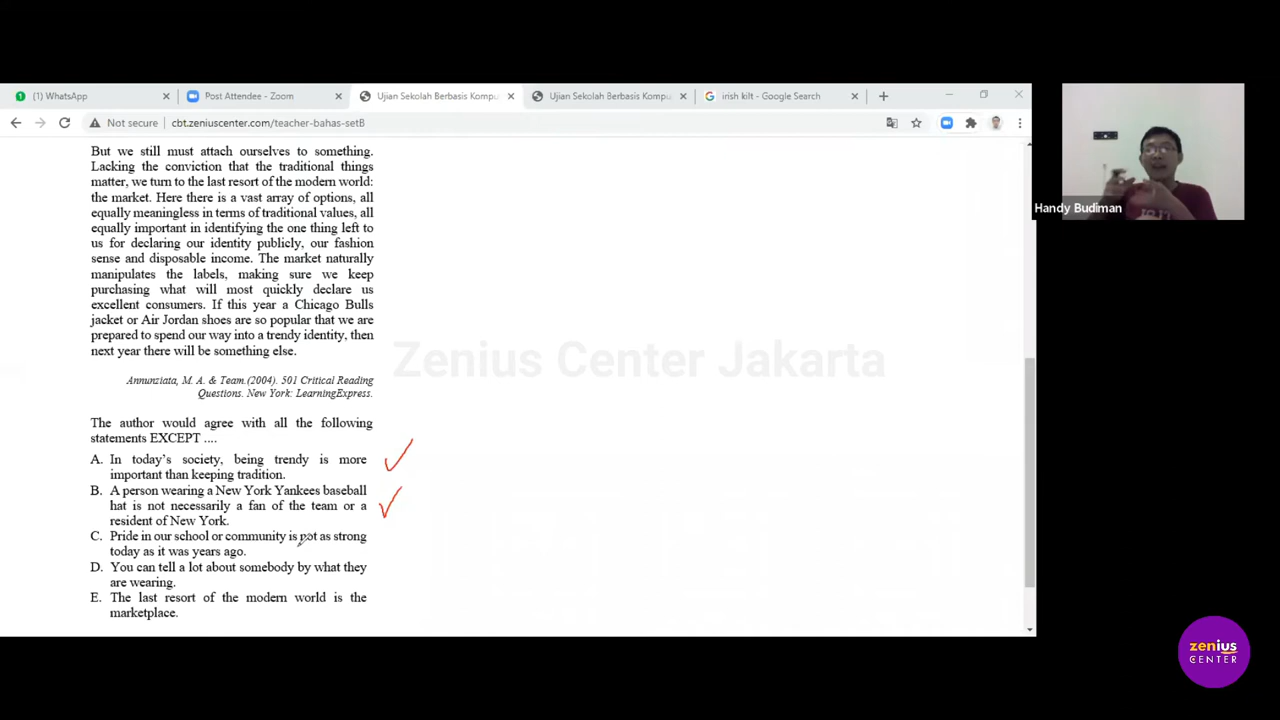 (1) WhatsApp
Post Attendee - Zoom
Ujian Sekolah Berbasis Kompu
Ujian Sekolah Berbasis Kompu
irish kilt - Google Search
Not secure
cbt.zeniuscenter.com/teacher-bahas-setB
But we still must attach ourselves to something.
Lacking the conviction that the traditional things
matter, we turn to the last resort of the modern world:
the market. Here there is a vast array of options, all
equally meaningless in terms of traditional values, all
equally important in identifying the one thing left to
us for declaring our identity publicly, our fashion
sense and disposable income. The market naturally
manipulates the labels, making sure we keep
purchasing what will most quickly declare us
excellent consumers. If this year a Chicago Bulls
jacket or Air Jordan shoes are so popular that we are
prepared to spend our way into a trendy identity, then
next year there will be something else.
Annunziata, M. A. & Team.(2004). 501 Critical Reading
Questions. New York: LearningExpress.
The author would agree with all the following
statements EXCEPT ....
A. In today's society, being trendy is more
important than keeping tradition.
B. A person wearing a New York Yankees baseball
hat is not necessarily a fan of the team or a
resident of New York.
C. Pride in our school or community is not as strong
today as it was years ago.
D. You can tell a lot about somebody by what they
are wearing.
E. The last resort of the modern world is the
marketplace.
Zenius Center Jakarta
Handy Budiman
zenius
CENTER